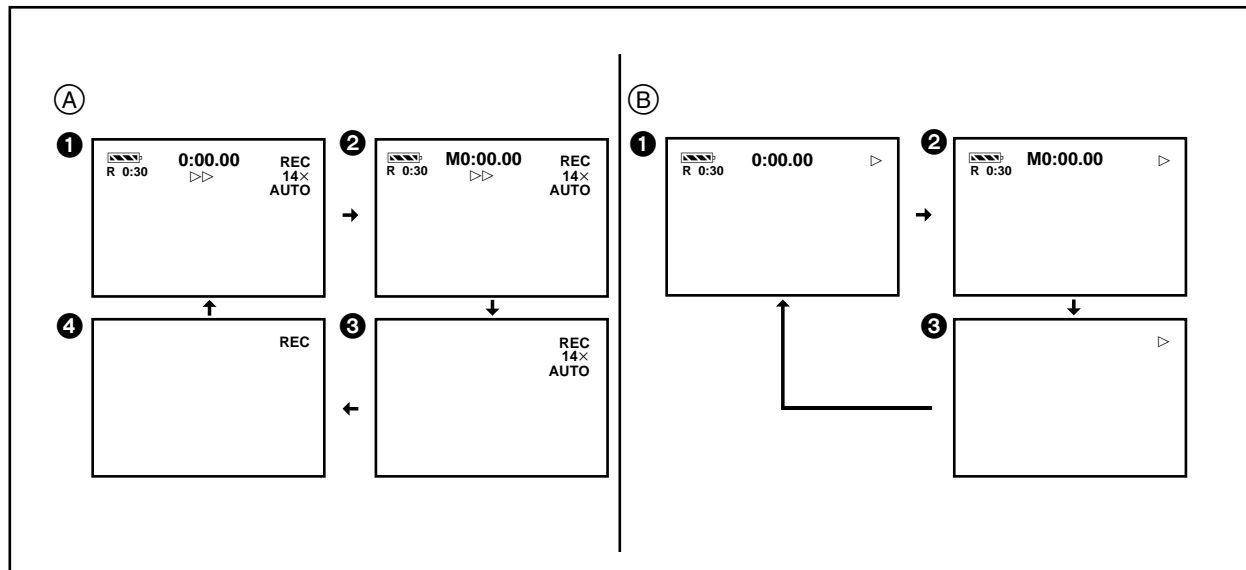 Ⓐ
❶
0:00.00
REC
R 0:30
▷▷
14×
AUTO
❷
M0:00.00
REC
R 0:30
▷▷
14×
AUTO
❹
REC
❸
REC
14×
AUTO
Ⓑ
❶
0:00.00
▷
R 0:30
❷
M0:00.00
▷
R 0:30
❸
▷